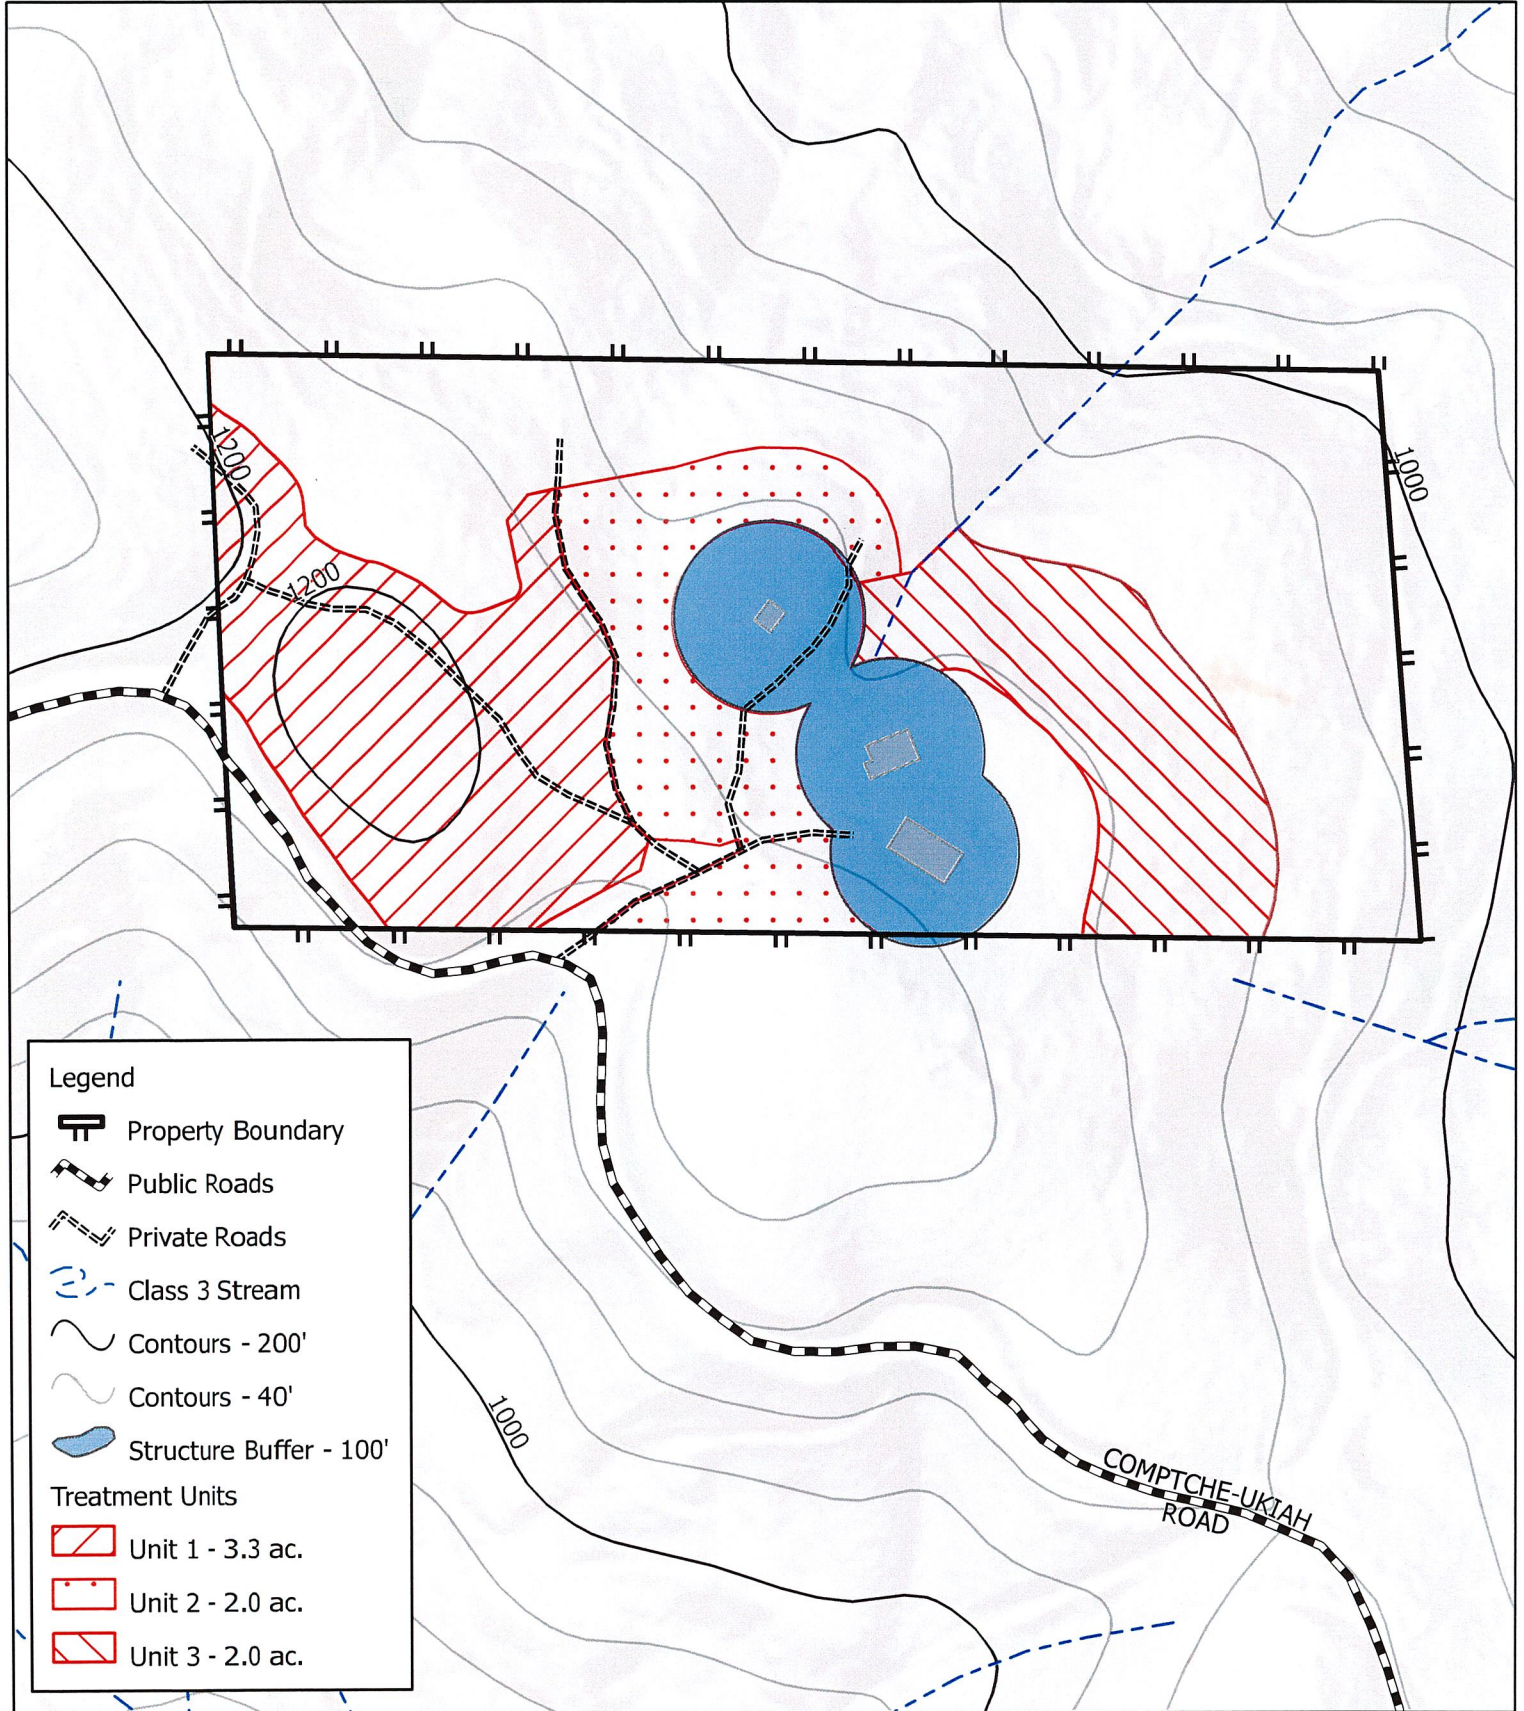 1200
1200
1000
Legend
Property Boundary
Public Roads
Private Roads
Class 3 Stream
Contours - 200'
Contours - 40'
Structure Buffer - 100'
Treatment Units
Unit 1 - 3.3 ac.
Unit 2 - 2.0 ac.
Unit 3 - 2.0 ac.
1000
COMPTCHE-UKIAH
ROAD